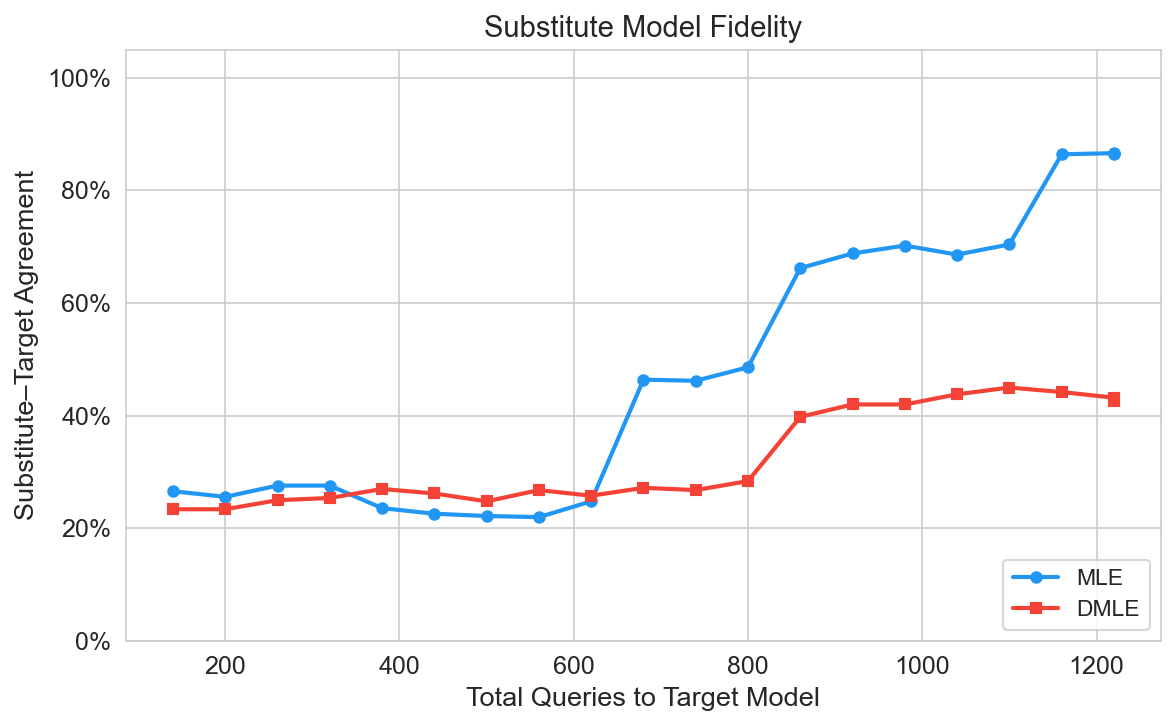 Substitute Model Fidelity
Substitute–Target Agreement
100%
80%
60%
40%
20%
0%
200 400 600 800 1000 1200
Total Queries to Target Model
MLE
DMLE